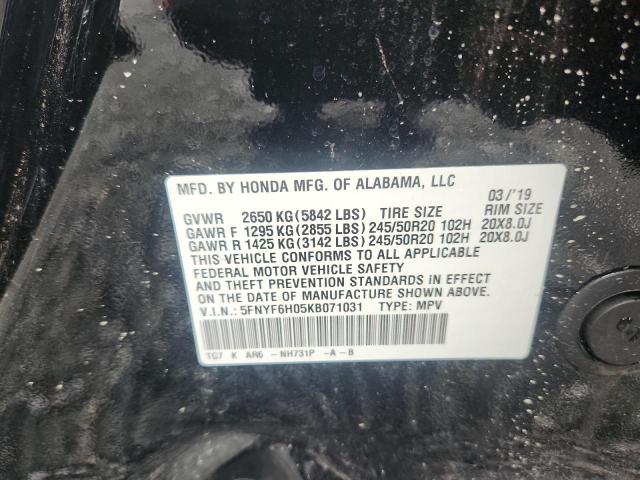 MFD. BY HONDA MFG. OF ALABAMA, LLC 03/'19
GVWR 2650 KG(5842 LBS) TIRE SIZE RIM SIZE
GAWR F 1295 KG(2855 LBS)245/50R20 102H 20X8.0J
GAWR R 1425 KG(3142 LBS)245/50R20 102H 20X8.0J
THIS VEHICLE CONFORMS TO ALL APPLICABLE
FEDERAL MOTOR VEHICLE SAFETY
AND THEFT PREVENTION STANDARDS IN EFFECT
ON THE DATE OF MANUFACTURE SHOWN ABOVE.
V.I.N.: 5FNYF6H05KB071031 TYPE: MPV
TG7 K AR6 -NH731P -A-B